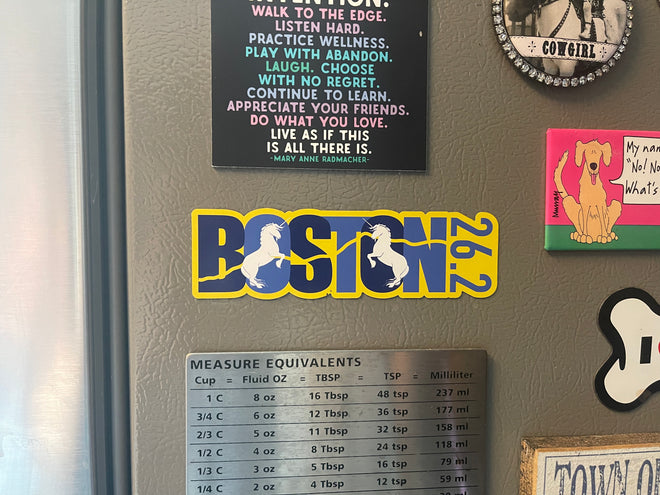 WALK TO THE EDGE.
LISTEN HARD.
PRACTICE WELLNESS.
PLAY WITH ABANDON.
LAUGH. CHOOSE
WITH NO REGRET.
CONTINUE TO LEARN.
APPRECIATE YOUR FRIENDS.
DO WHAT YOU LOVE.
LIVE AS IF THIS
IS ALL THERE IS.
-MARY ANNE RADMACHER-
COWGIRL
My nam
"No! No
What's
Murray
BOSTON 26.2
MEASURE EQUIVALENTS
Cup = Fluid OZ = TBSP = TSP = Milliliter
1 C 8 oz 16 Tbsp 48 tsp 237 ml
3/4 C 6 oz 12 Tbsp 36 tsp 177 ml
2/3 C 5 oz 11 Tbsp 32 tsp 158 ml
1/2 C 4 oz 8 Tbsp 24 tsp 118 ml
1/3 C 3 oz 5 Tbsp 16 tsp 79 ml
1/4 C 2 oz 4 Tbsp 12 tsp 59 ml
TOWN OF